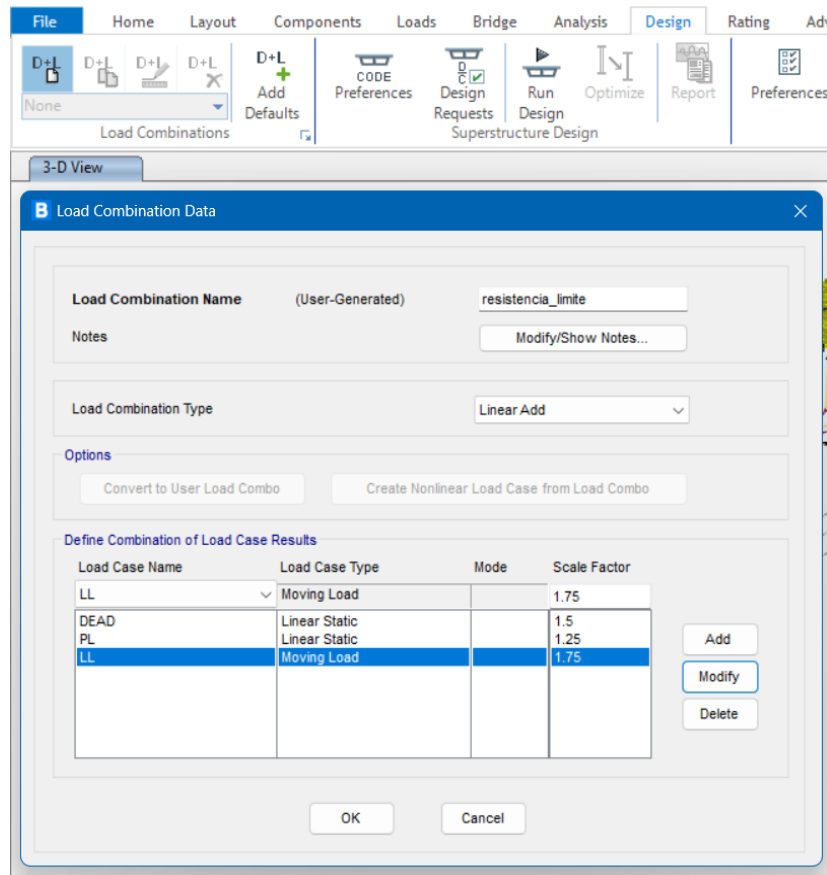 File Home Layout Components Loads Bridge Analysis Design Rating Adv
D+L D+L D+L D+L
None
D+L
Add
Defaults
Load Combinations
CODE
Preferences
D
C
Design
Requests
Run
Design
Optimize
Superstructure Design
Report
Preferences
3-D View
B Load Combination Data
Load Combination Name (User-Generated) resistencia_limite
Notes Modify/Show Notes...
Load Combination Type Linear Add
Options
Convert to User Load Combo Create Nonlinear Load Case from Load Combo
Define Combination of Load Case Results
Load Case Name Load Case Type Mode Scale Factor
LL Moving Load 1.75
DEAD Linear Static 1.5
PL Linear Static 1.25
LL Moving Load 1.75
Add
Modify
Delete
OK Cancel